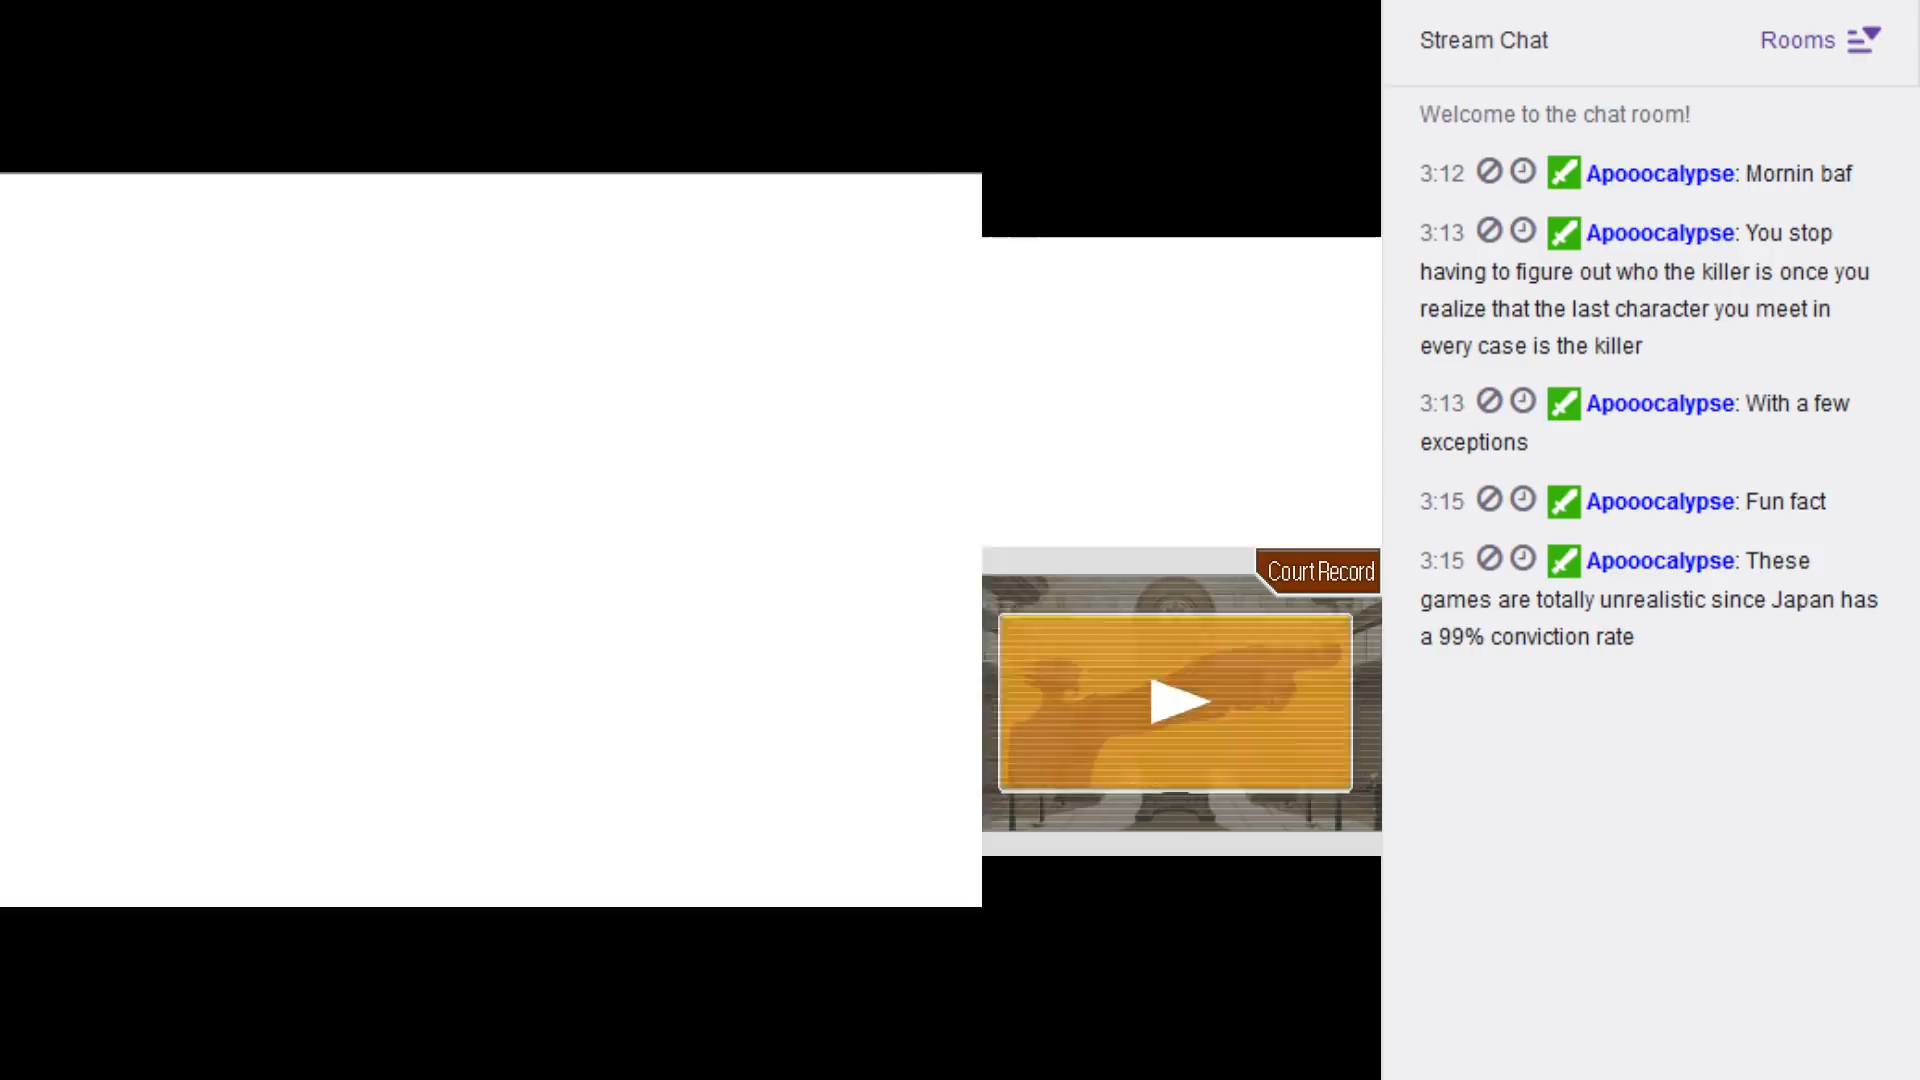 Stream Chat
Rooms
Welcome to the chat room!
3:12 Apooocalypse: Mornin baf
3:13 Apooocalypse: You stop
having to figure out who the killer is once you
realize that the last character you meet in
every case is the killer
3:13 Apooocalypse: With a few
exceptions
3:15 Apooocalypse: Fun fact
3:15 Apooocalypse: These
games are totally unrealistic since Japan has
a 99% conviction rate
Court Record